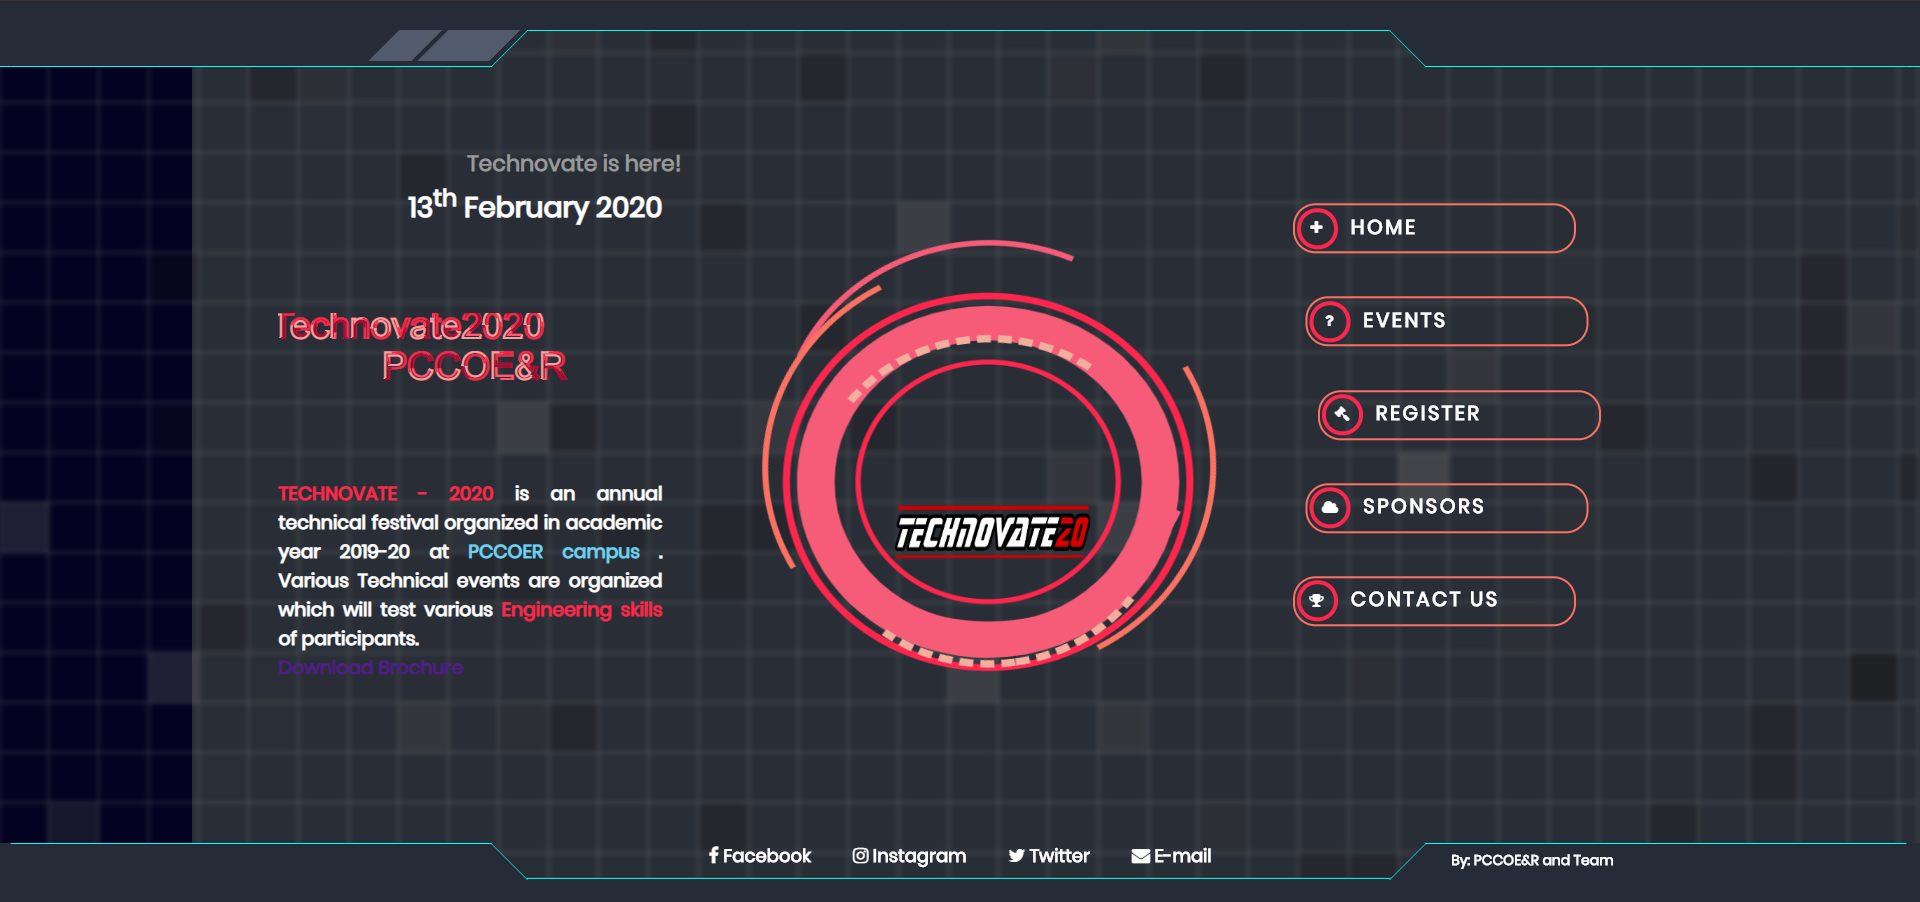 Technovate is here!
13th February 2020
Technovate2020
PCCOE&R
TECHNOVATE - 2020 is an annual
technical festival organized in academic
year 2019-20 at PCCOER campus .
Various Technical events are organized
which will test various Engineering skills
of participants.
Download Brochure
TECHNOVATE20
HOME
EVENTS
REGISTER
SPONSORS
CONTACT US
Facebook Instagram Twitter E-mail
By: PCCOE&R and Team